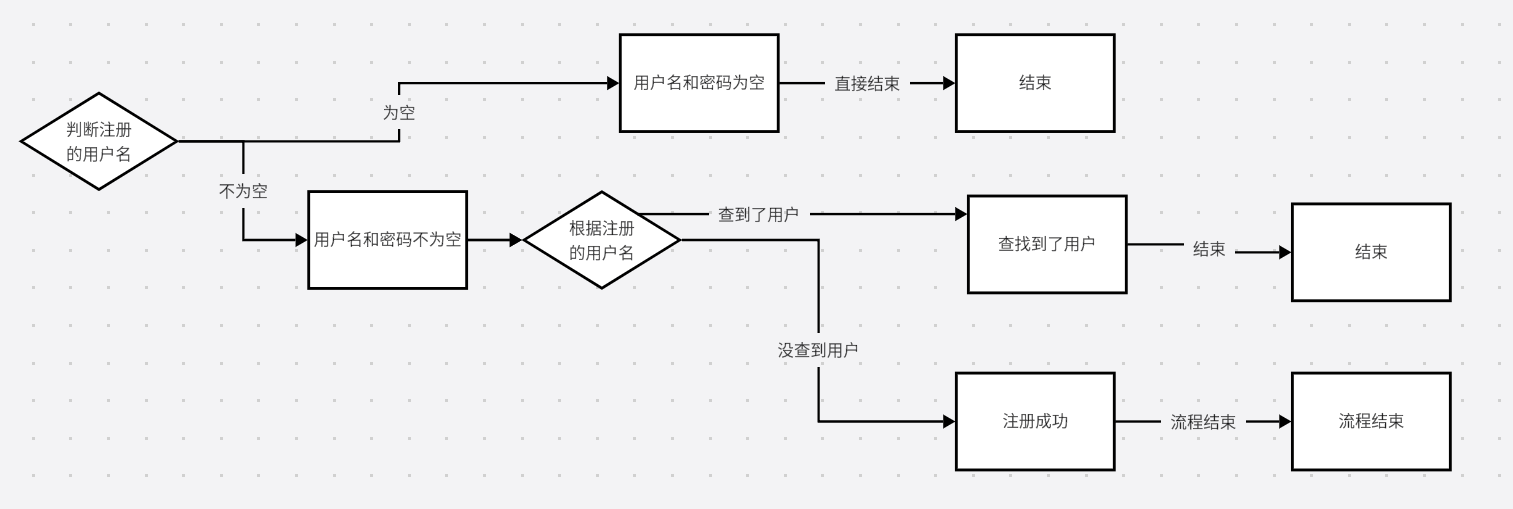 用户名和密码为空
直接结束
结束
为空
判断注册
的用户名
不为空
用户名和密码不为空
根据注册
的用户名
查到了用户
查找到了用户
结束
结束
没查到用户
注册成功
流程结束
流程结束